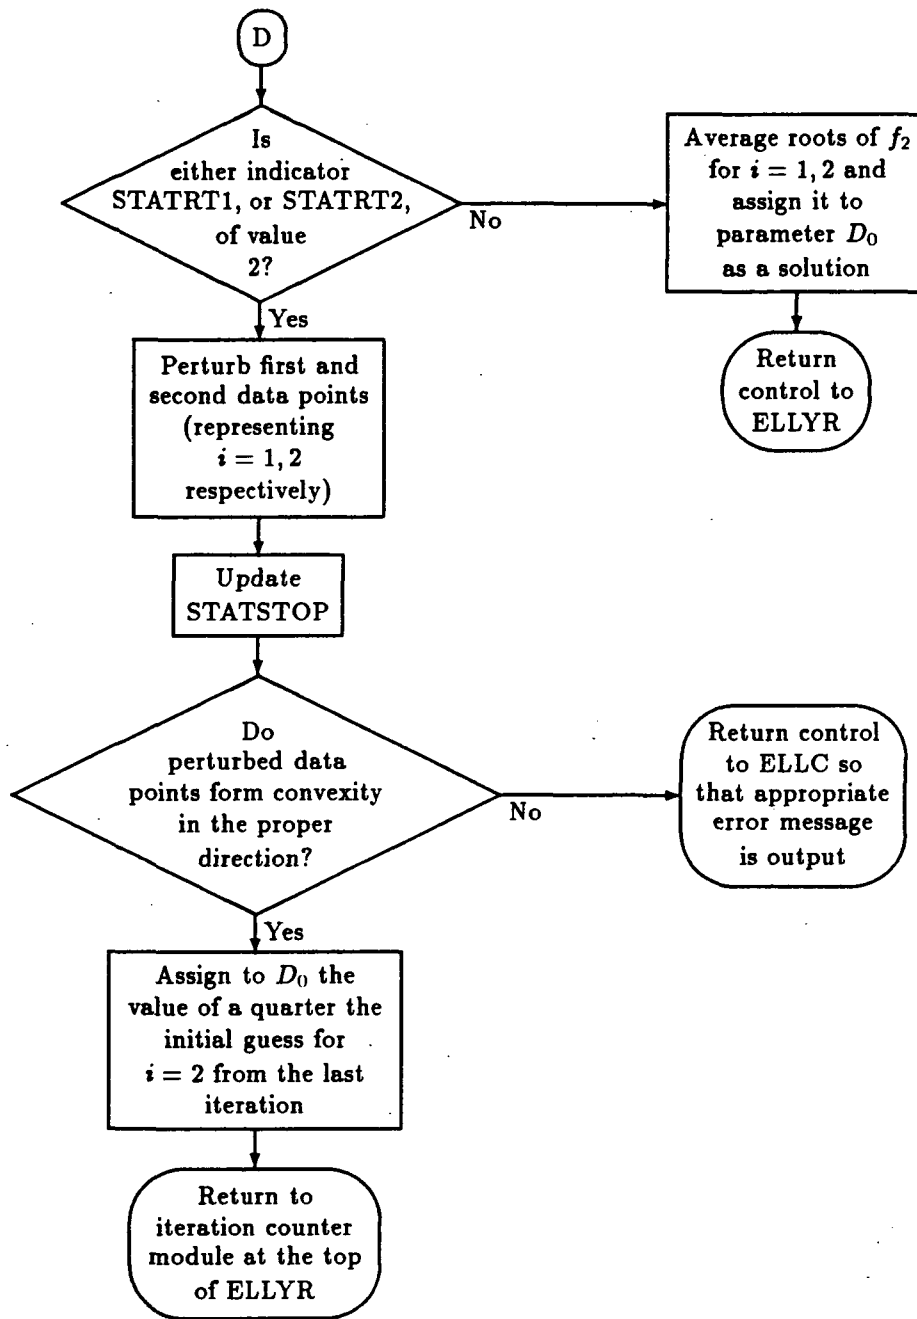 D
Is
either indicator
STATRT1, or STATRT2,
of value
2?
No
Average roots of f₂
for i = 1, 2 and
assign it to
parameter D₀
as a solution
Return
control to
ELLYR
Yes
Perturb first and
second data points
(representing
i = 1, 2
respectively)
Update
STATSTOP
Do
perturbed data
points form convexity
in the proper
direction?
No
Return control
to ELLC so
that appropriate
error message
is output
Yes
Assign to D₀ the
value of a quarter the
initial guess for
i = 2 from the last
iteration
Return to
iteration counter
module at the top
of ELLYR